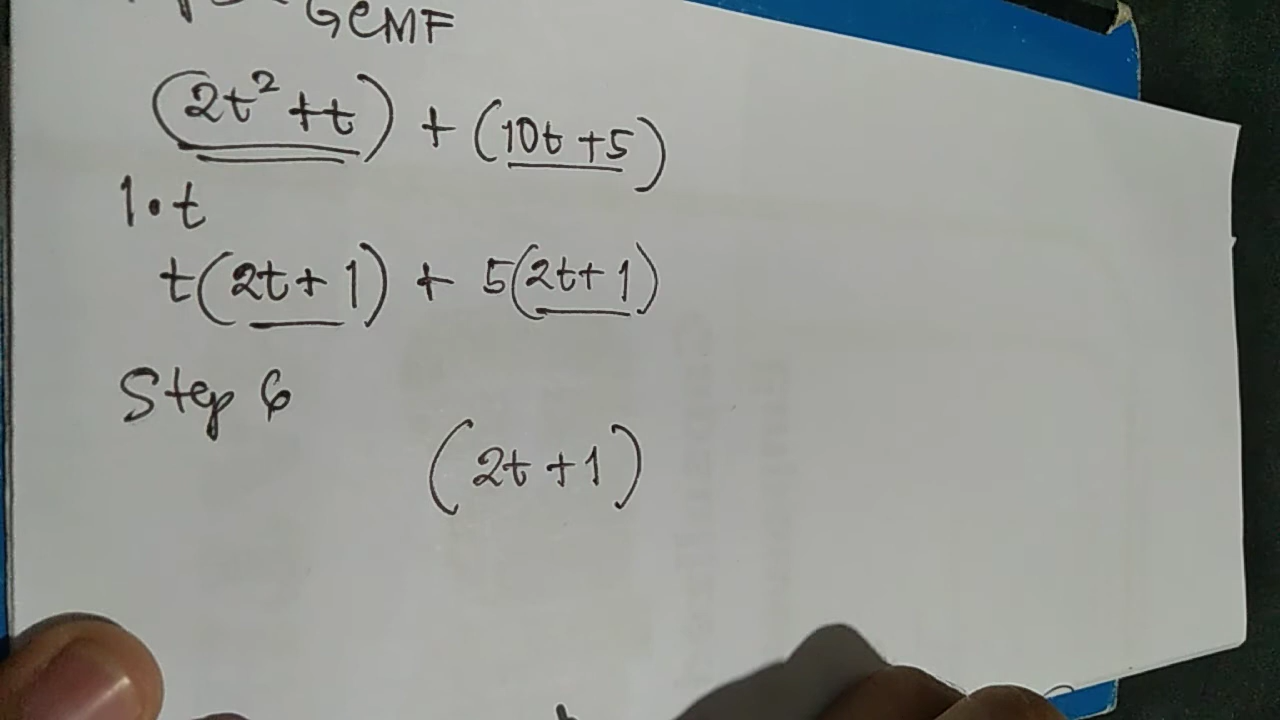 GCMF
(2t² + t) + (10t + 5)
1•t
t(2t + 1) + 5(2t + 1)
Step 6
(2t + 1)